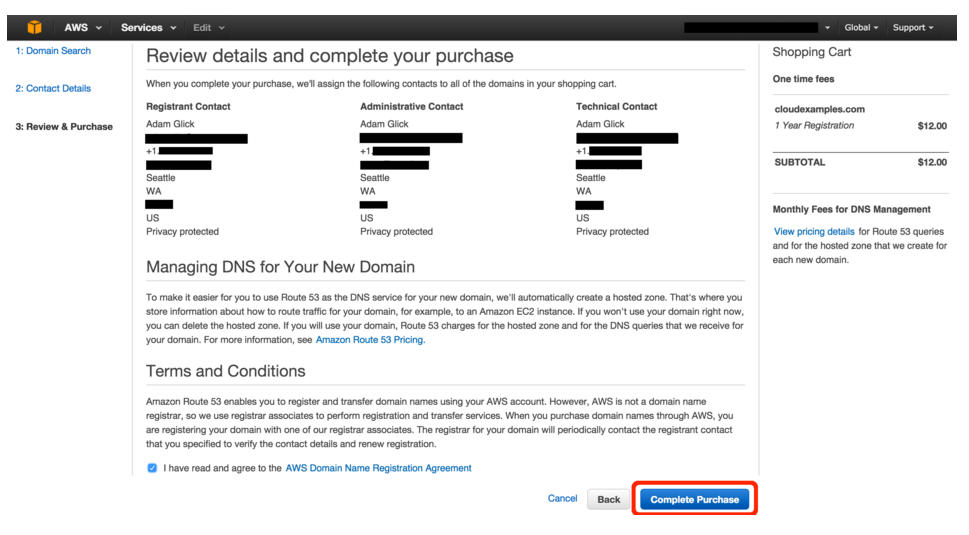 AWS Services Edit Global Support
1: Domain Search
2: Contact Details
3: Review & Purchase
Review details and complete your purchase
When you complete your purchase, we'll assign the following contacts to all of the domains in your shopping cart.
Registrant Contact Administrative Contact Technical Contact
Adam Glick Adam Glick Adam Glick
+1. +1. +1.
Seattle Seattle Seattle
WA WA WA
US US US
Privacy protected Privacy protected Privacy protected
Managing DNS for Your New Domain
To make it easier for you to use Route 53 as the DNS service for your new domain, we'll automatically create a hosted zone. That's where you
store information about how to route traffic for your domain, for example, to an Amazon EC2 instance. If you won't use your domain right now,
you can delete the hosted zone. If you will use your domain, Route 53 charges for the hosted zone and for the DNS queries that we receive for
your domain. For more information, see Amazon Route 53 Pricing.
Terms and Conditions
Amazon Route 53 enables you to register and transfer domain names using your AWS account. However, AWS is not a domain name
registrar, so we use registrar associates to perform registration and transfer services. When you purchase domain names through AWS, you
are registering your domain with one of our registrar associates. The registrar for your domain will periodically contact the registrant contact
that you specified to verify the contact details and renew registration.
I have read and agree to the AWS Domain Name Registration Agreement
Cancel Back Complete Purchase
Shopping Cart
One time fees
cloudexamples.com
1 Year Registration $12.00
SUBTOTAL $12.00
Monthly Fees for DNS Management
View pricing details for Route 53 queries
and for the hosted zone that we create for
each new domain.